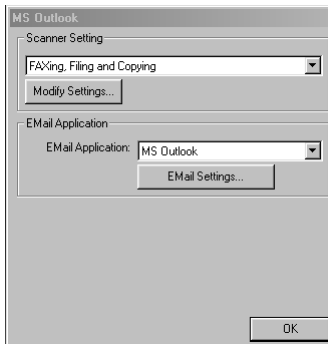 MS Outlook
Scanner Setting
FAXing, Filing and Copying
Modify Settings...
EMail Application
EMail Application: MS Outlook
EMail Settings...
OK